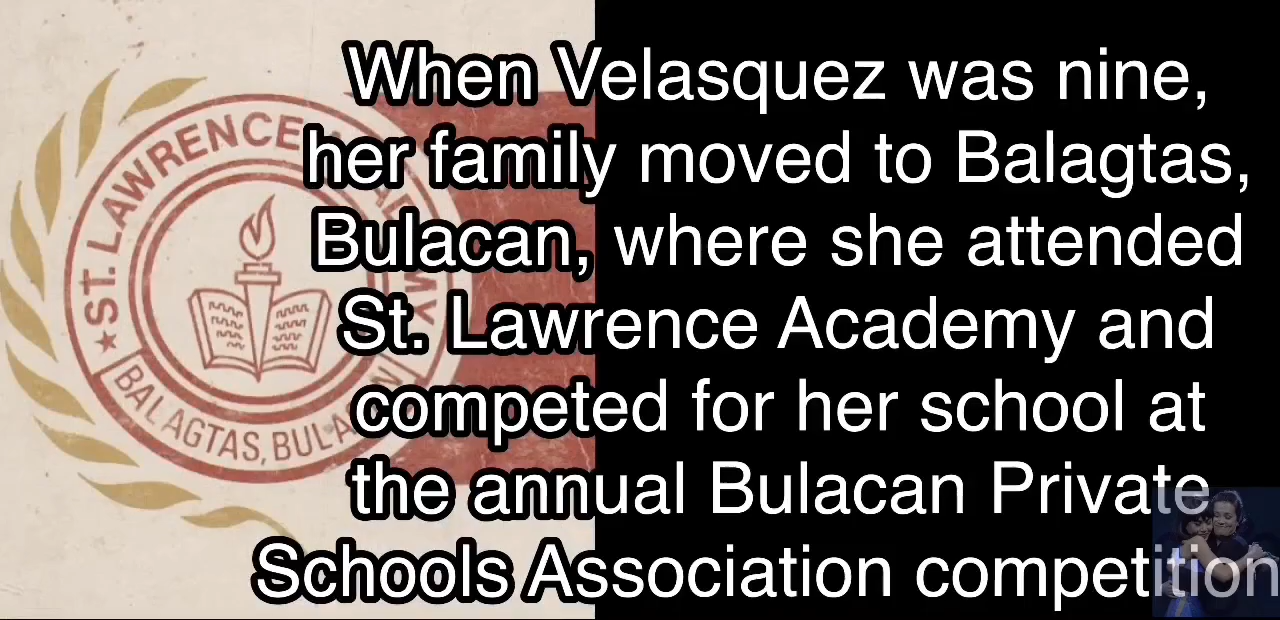 ST. LAWRENCE
BALAGTAS, BULACAN
When Velasquez was nine,
her family moved to Balagtas,
Bulacan, where she attended
St. Lawrence Academy and
competed for her school at
the annual Bulacan Private
Schools Association competition